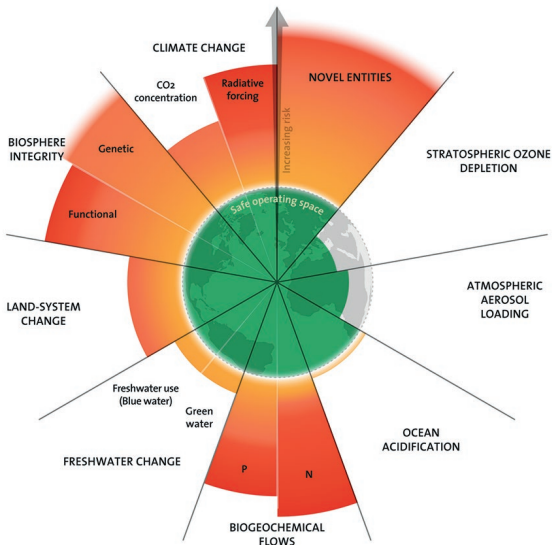 CLIMATE CHANGE
CO2
concentration
Radiative
forcing
Increasing risk
NOVEL ENTITIES
STRATOSPHERIC OZONE
DEPLETION
BIOSPHERE
INTEGRITY
Genetic
Functional
Safe operating space
LAND-SYSTEM
CHANGE
ATMOSPHERIC
AEROSOL
LOADING
Freshwater use
(Blue water)
Green
water
FRESHWATER CHANGE
OCEAN
ACIDIFICATION
P
N
BIOGEOCHEMICAL
FLOWS